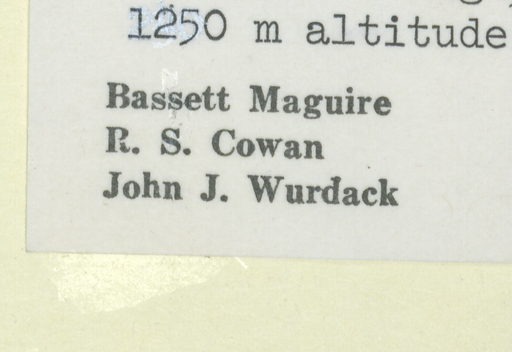 1250 m altitude
Bassett Maguire
R. S. Cowan
John J. Wurdack